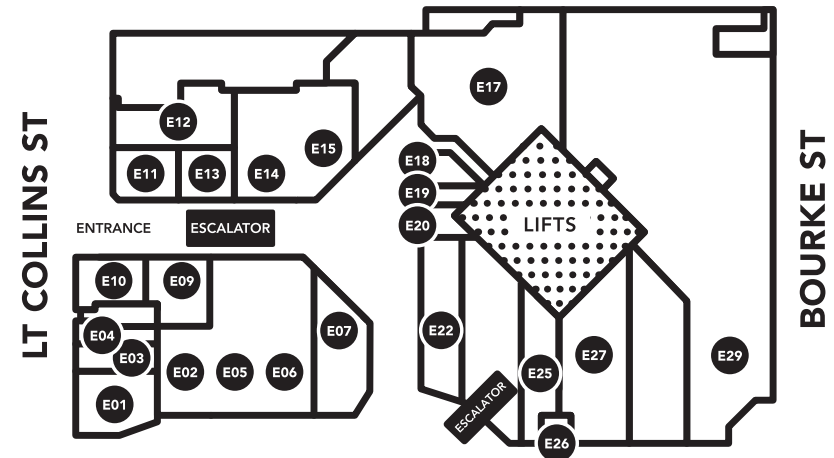 E17
E12
E15
E18
E11
E13
E14
E19
LT COLLINS ST
BOURKE ST
ENTRANCE
ESCALATOR
E20
LIFTS
E10
E09
E04
E03
E07
E22
E02
E05
E06
E27
E29
E25
E01
ESCALATOR
E26